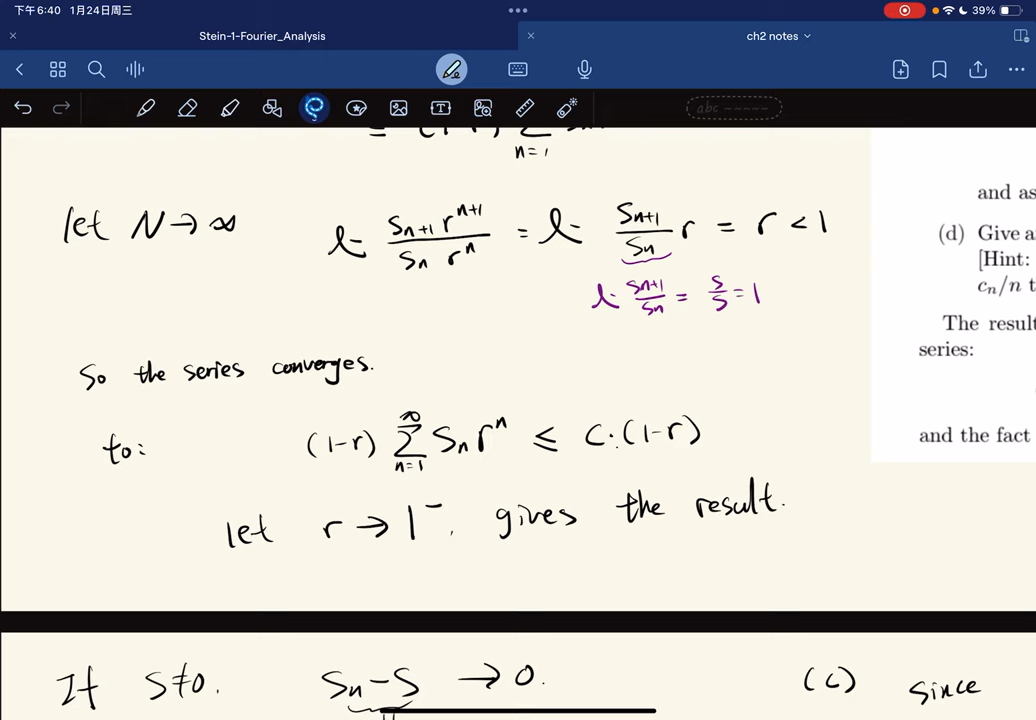 下午6:40 1月24日周三
39%
Stein-1-Fourier_Analysis
ch2 notes
n=1
let N→∞ l: S_{n+1} r^{n+1} / S_n r^n = l: S_{n+1}/S_n r = r < 1
l: S_{n+1}/S_n = S/S = 1
So the series converges.
to: (1-r) ∑_{n=1}^∞ S_n r^n ≤ C·(1-r)
let r → 1⁻, gives the result.
If S≠0. S_n - S → 0.
(c) since
and as
(d) Give a
[Hint:
c_n/n t
The result
series:
and the fact